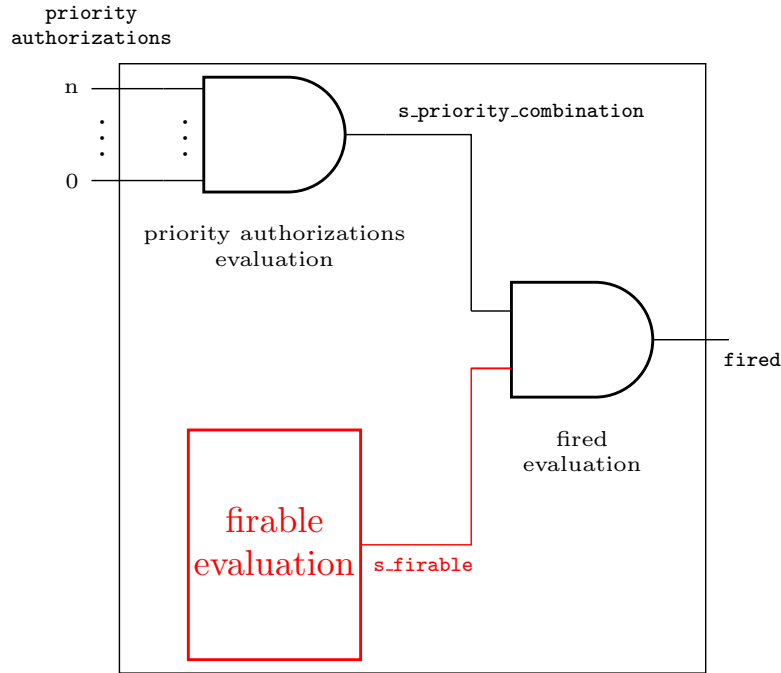 priority
authorizations
n
0
s_priority_combination
priority authorizations
evaluation
fired
fired
evaluation
firable
evaluation
s_firable